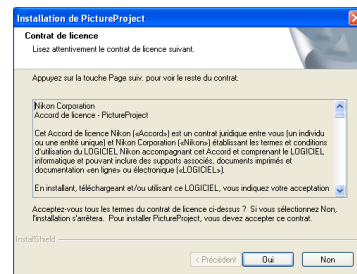 Installation de PictureProject
Contrat de licence
Lisez attentivement le contrat de licence suivant.
Appuyez sur la touche Page suiv. pour voir le reste du contrat.
Nikon Corporation
Accord de licence - PictureProject
Cet Accord de licence Nikon («Accord») est un contrat juridique entre vous (un individu
ou une entité unique) et Nikon Corporation («Nikon») établissant les termes et conditions
d'utilisation du LOGICIEL Nikon accompagnant cet Accord et comprenant le LOGICIEL
informatique et pouvant inclure des supports associés, documents imprimés et
documentation «en ligne» ou électronique («LOGICIEL»).
En installant, téléchargeant et/ou utilisant ce LOGICIEL, vous indiquez votre acceptation
Acceptez-vous tous les termes du contrat de licence ci-dessus ? Si vous sélectionnez Non,
l'installation s'arrêtera. Pour installer PictureProject, vous devez accepter ce contrat.
InstallShield
< Précédent Oui Non